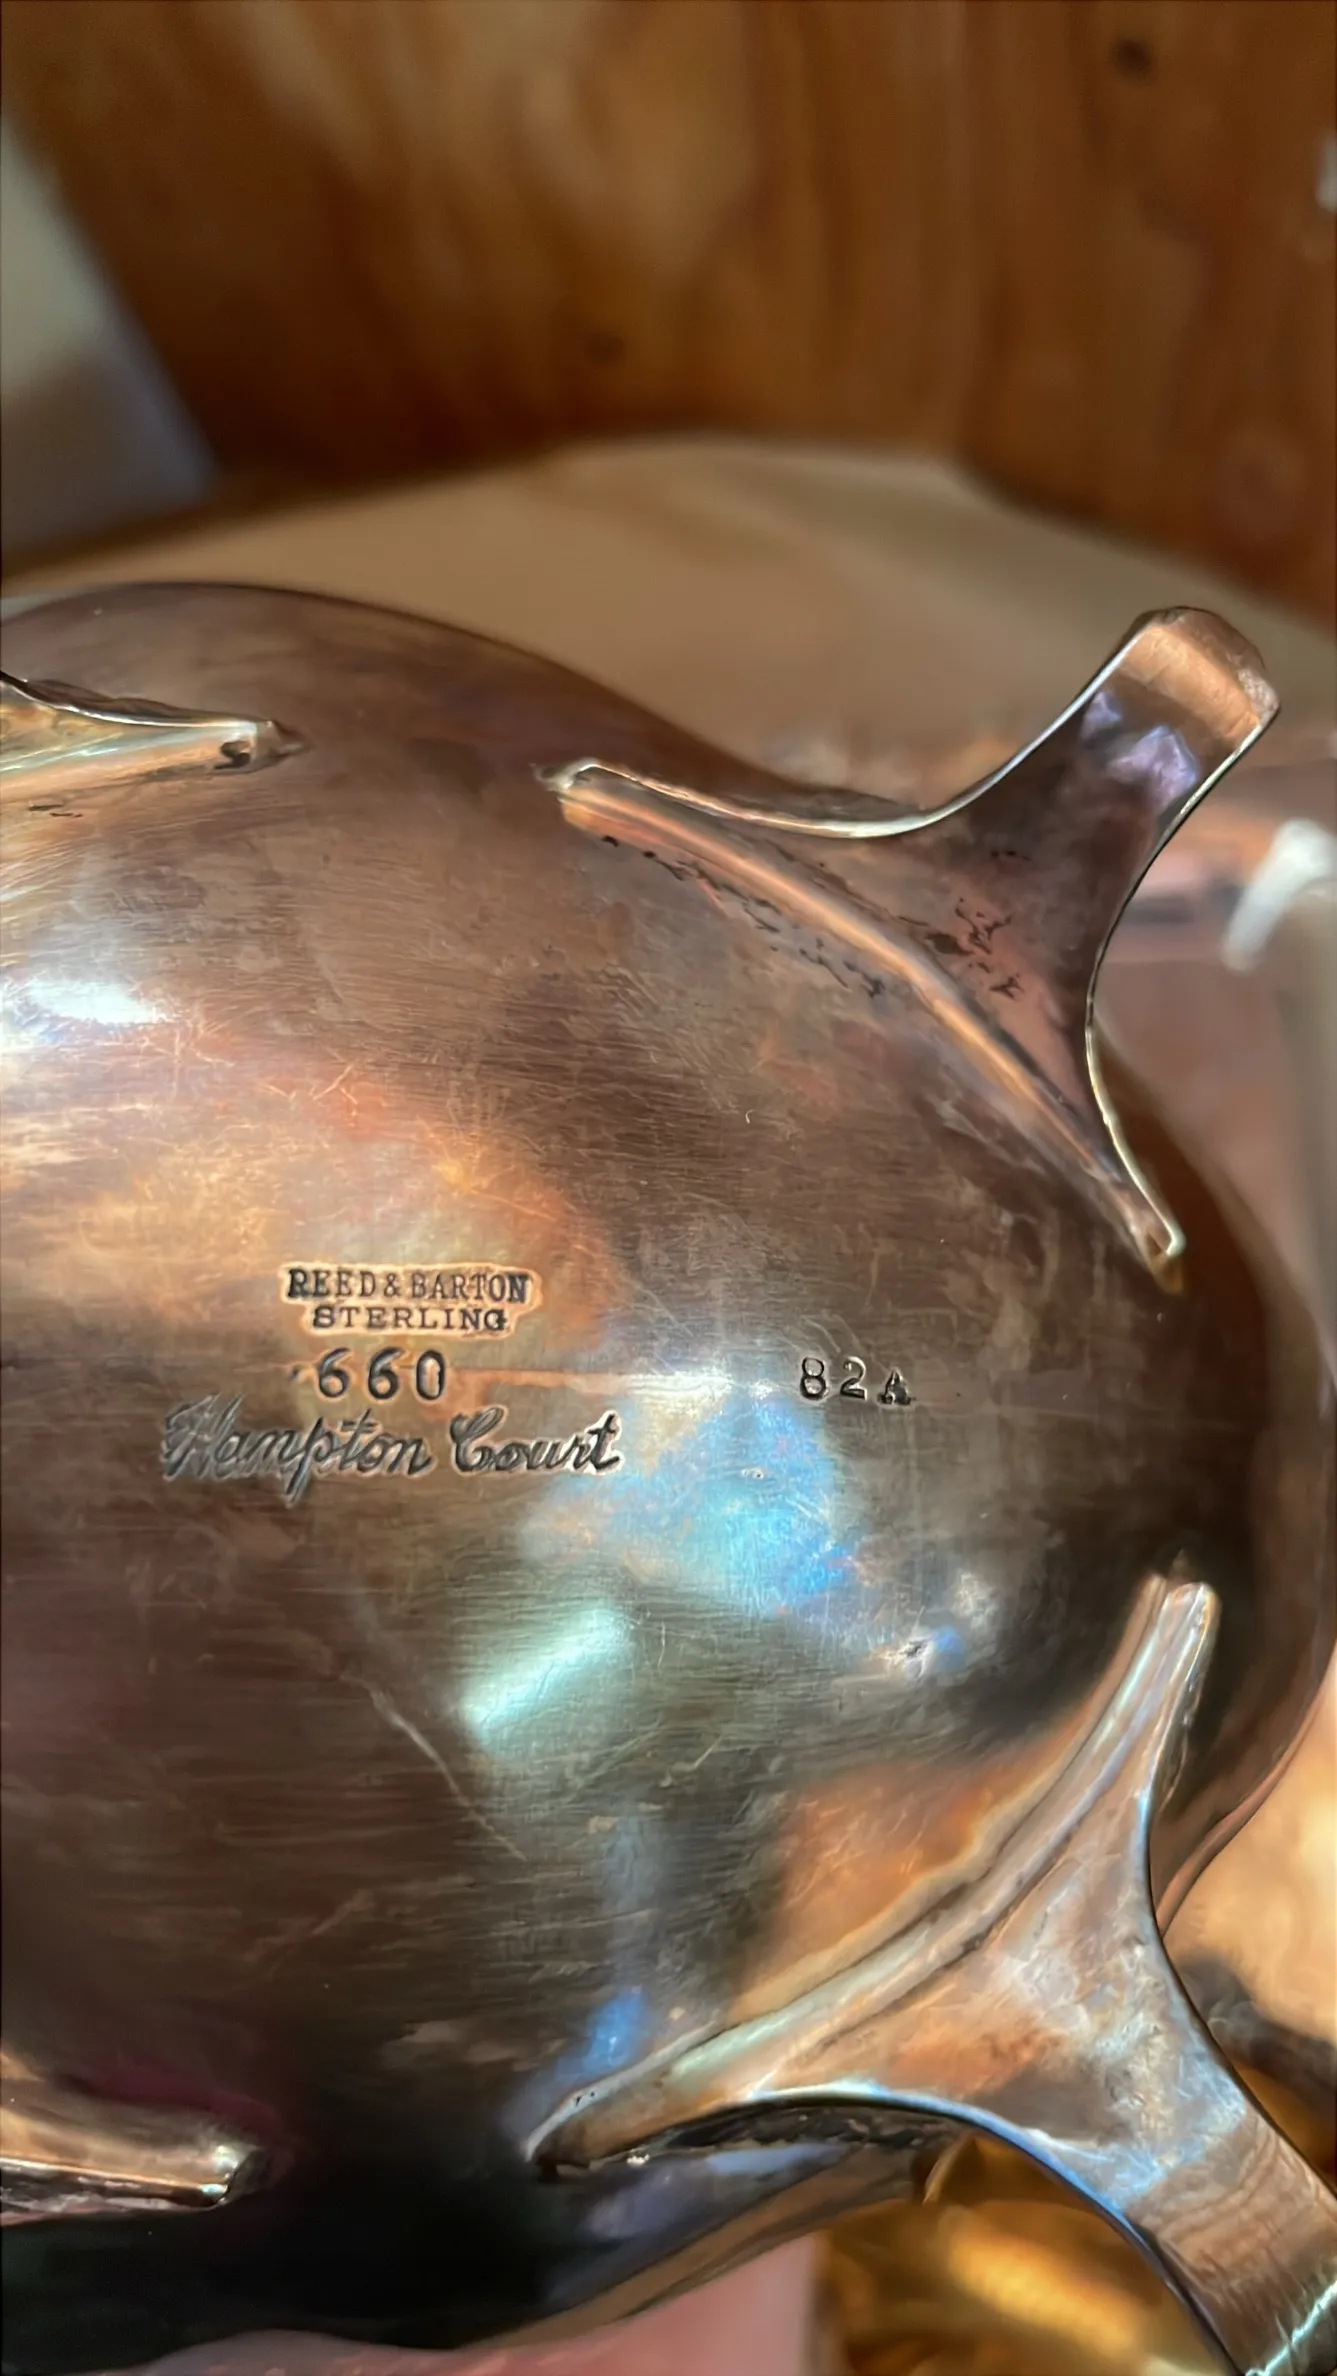 REED & BARTON
STERLING
660
82A
Hampton Court